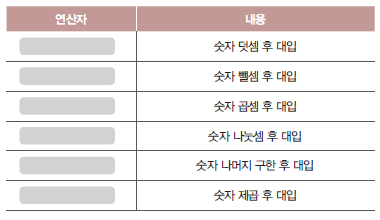 연산자 내용
숫자 덧셈 후 대입
숫자 뺄셈 후 대입
숫자 곱셈 후 대입
숫자 나눗셈 후 대입
숫자 나머지 구한 후 대입
숫자 제곱 후 대입